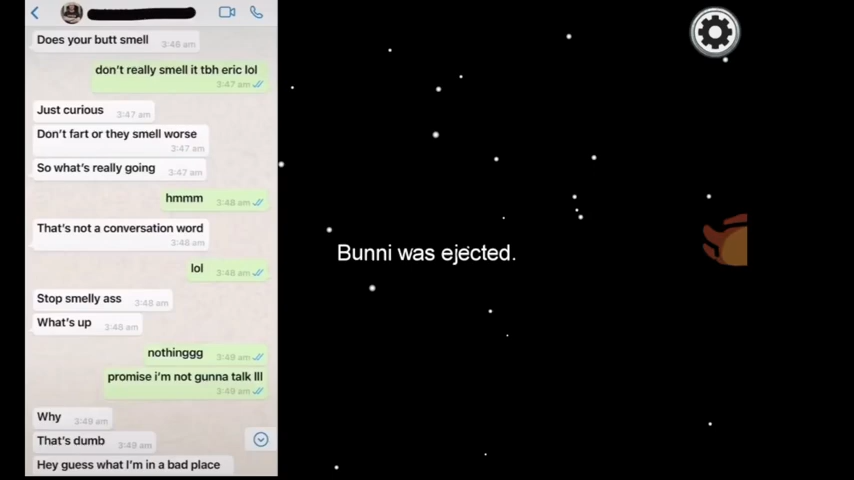 Does your butt smell
3:46 am
don't really smell it tbh eric lol
3:47 am
Just curious
3:47 am
Don't fart or they smell worse
3:47 am
So what's really going
3:47 am
hmmm
3:48 am
That's not a conversation word
3:48 am
lol
3:48 am
Stop smelly ass
3:48 am
What's up
3:48 am
nothinggg
3:49 am
promise i'm not gunna talk lll
3:49 am
Why
3:49 am
That's dumb
3:49 am
Hey guess what I'm in a bad place
Bunni was ejected.